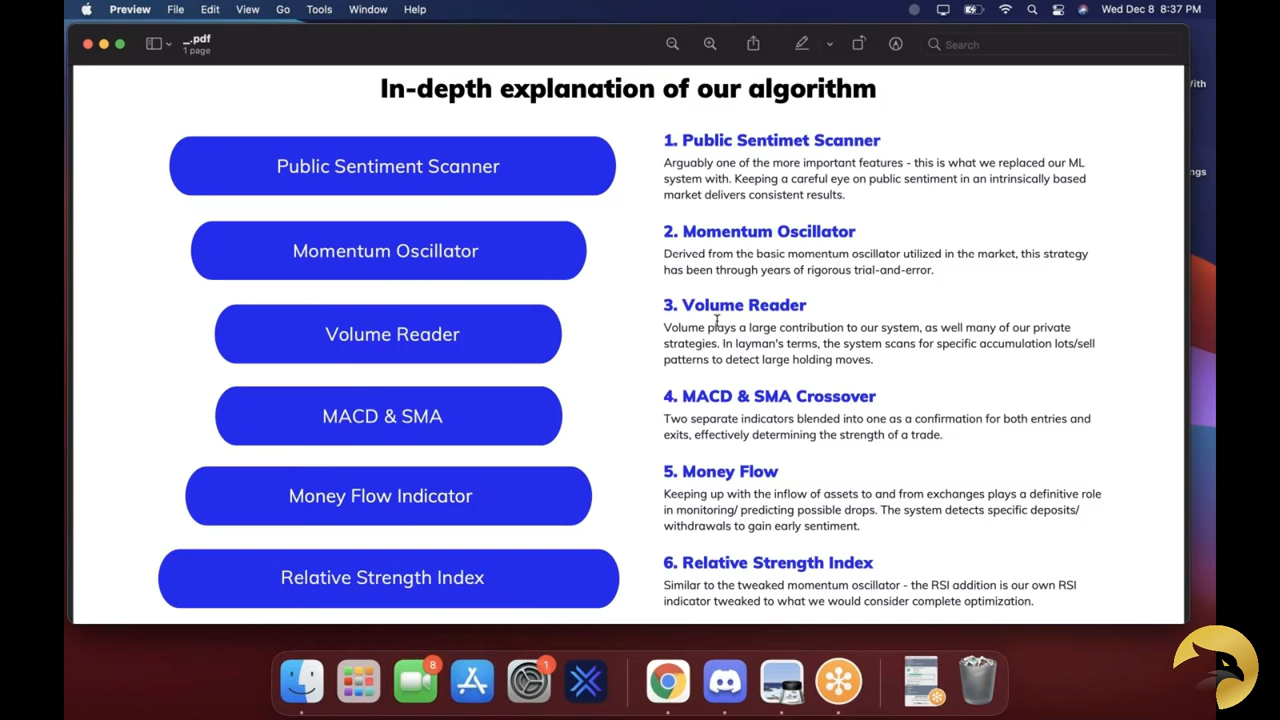 Preview File Edit View Go Tools Window Help Wed Dec 8 8:37 PM
_.pdf
1 page
Search
In-depth explanation of our algorithm
Public Sentiment Scanner
Momentum Oscillator
Volume Reader
MACD & SMA
Money Flow Indicator
Relative Strength Index
1. Public Sentimet Scanner
Arguably one of the more important features - this is what we replaced our ML
system with. Keeping a careful eye on public sentiment in an intrinsically based
market delivers consistent results.
2. Momentum Oscillator
Derived from the basic momentum oscillator utilized in the market, this strategy
has been through years of rigorous trial-and-error.
3. Volume Reader
Volume plays a large contribution to our system, as well many of our private
strategies. In layman's terms, the system scans for specific accumulation lots/sell
patterns to detect large holding moves.
4. MACD & SMA Crossover
Two separate indicators blended into one as a confirmation for both entries and
exits, effectively determining the strength of a trade.
5. Money Flow
Keeping up with the inflow of assets to and from exchanges plays a definitive role
in monitoring/ predicting possible drops. The system detects specific deposits/
withdrawals to gain early sentiment.
6. Relative Strength Index
Similar to the tweaked momentum oscillator - the RSI addition is our own RSI
indicator tweaked to what we would consider complete optimization.
8
1